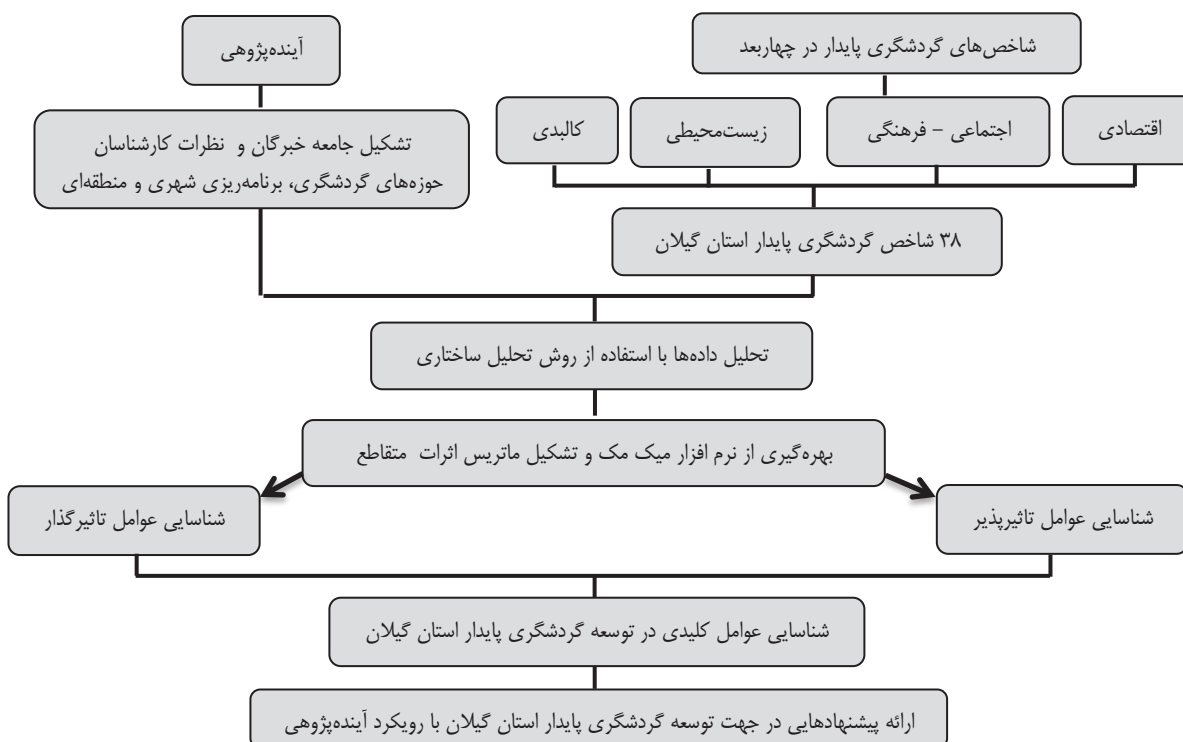 شاخص‌های گردشگری پایدار در چهاربعد
آینده‌پژوهی
اقتصادی
اجتماعی – فرهنگی
زیست‌محیطی
کالبدی
تشکیل جامعه خبرگان و نظرات کارشناسان
حوزه‌های گردشگری، برنامه‌ریزی شهری و منطقه‌ای
۳۸ شاخص گردشگری پایدار استان گیلان
تحلیل داده‌ها با استفاده از روش تحلیل ساختاری
بهره‌گیری از نرم افزار میک مک و تشکیل ماتریس اثرات متقاطع
شناسایی عوامل تاثیرپذیر
شناسایی عوامل تاثیرگذار
شناسایی عوامل کلیدی در توسعه گردشگری پایدار استان گیلان
ارائه پیشنهادهایی در جهت توسعه گردشگری پایدار استان گیلان با رویکرد آینده‌پژوهی